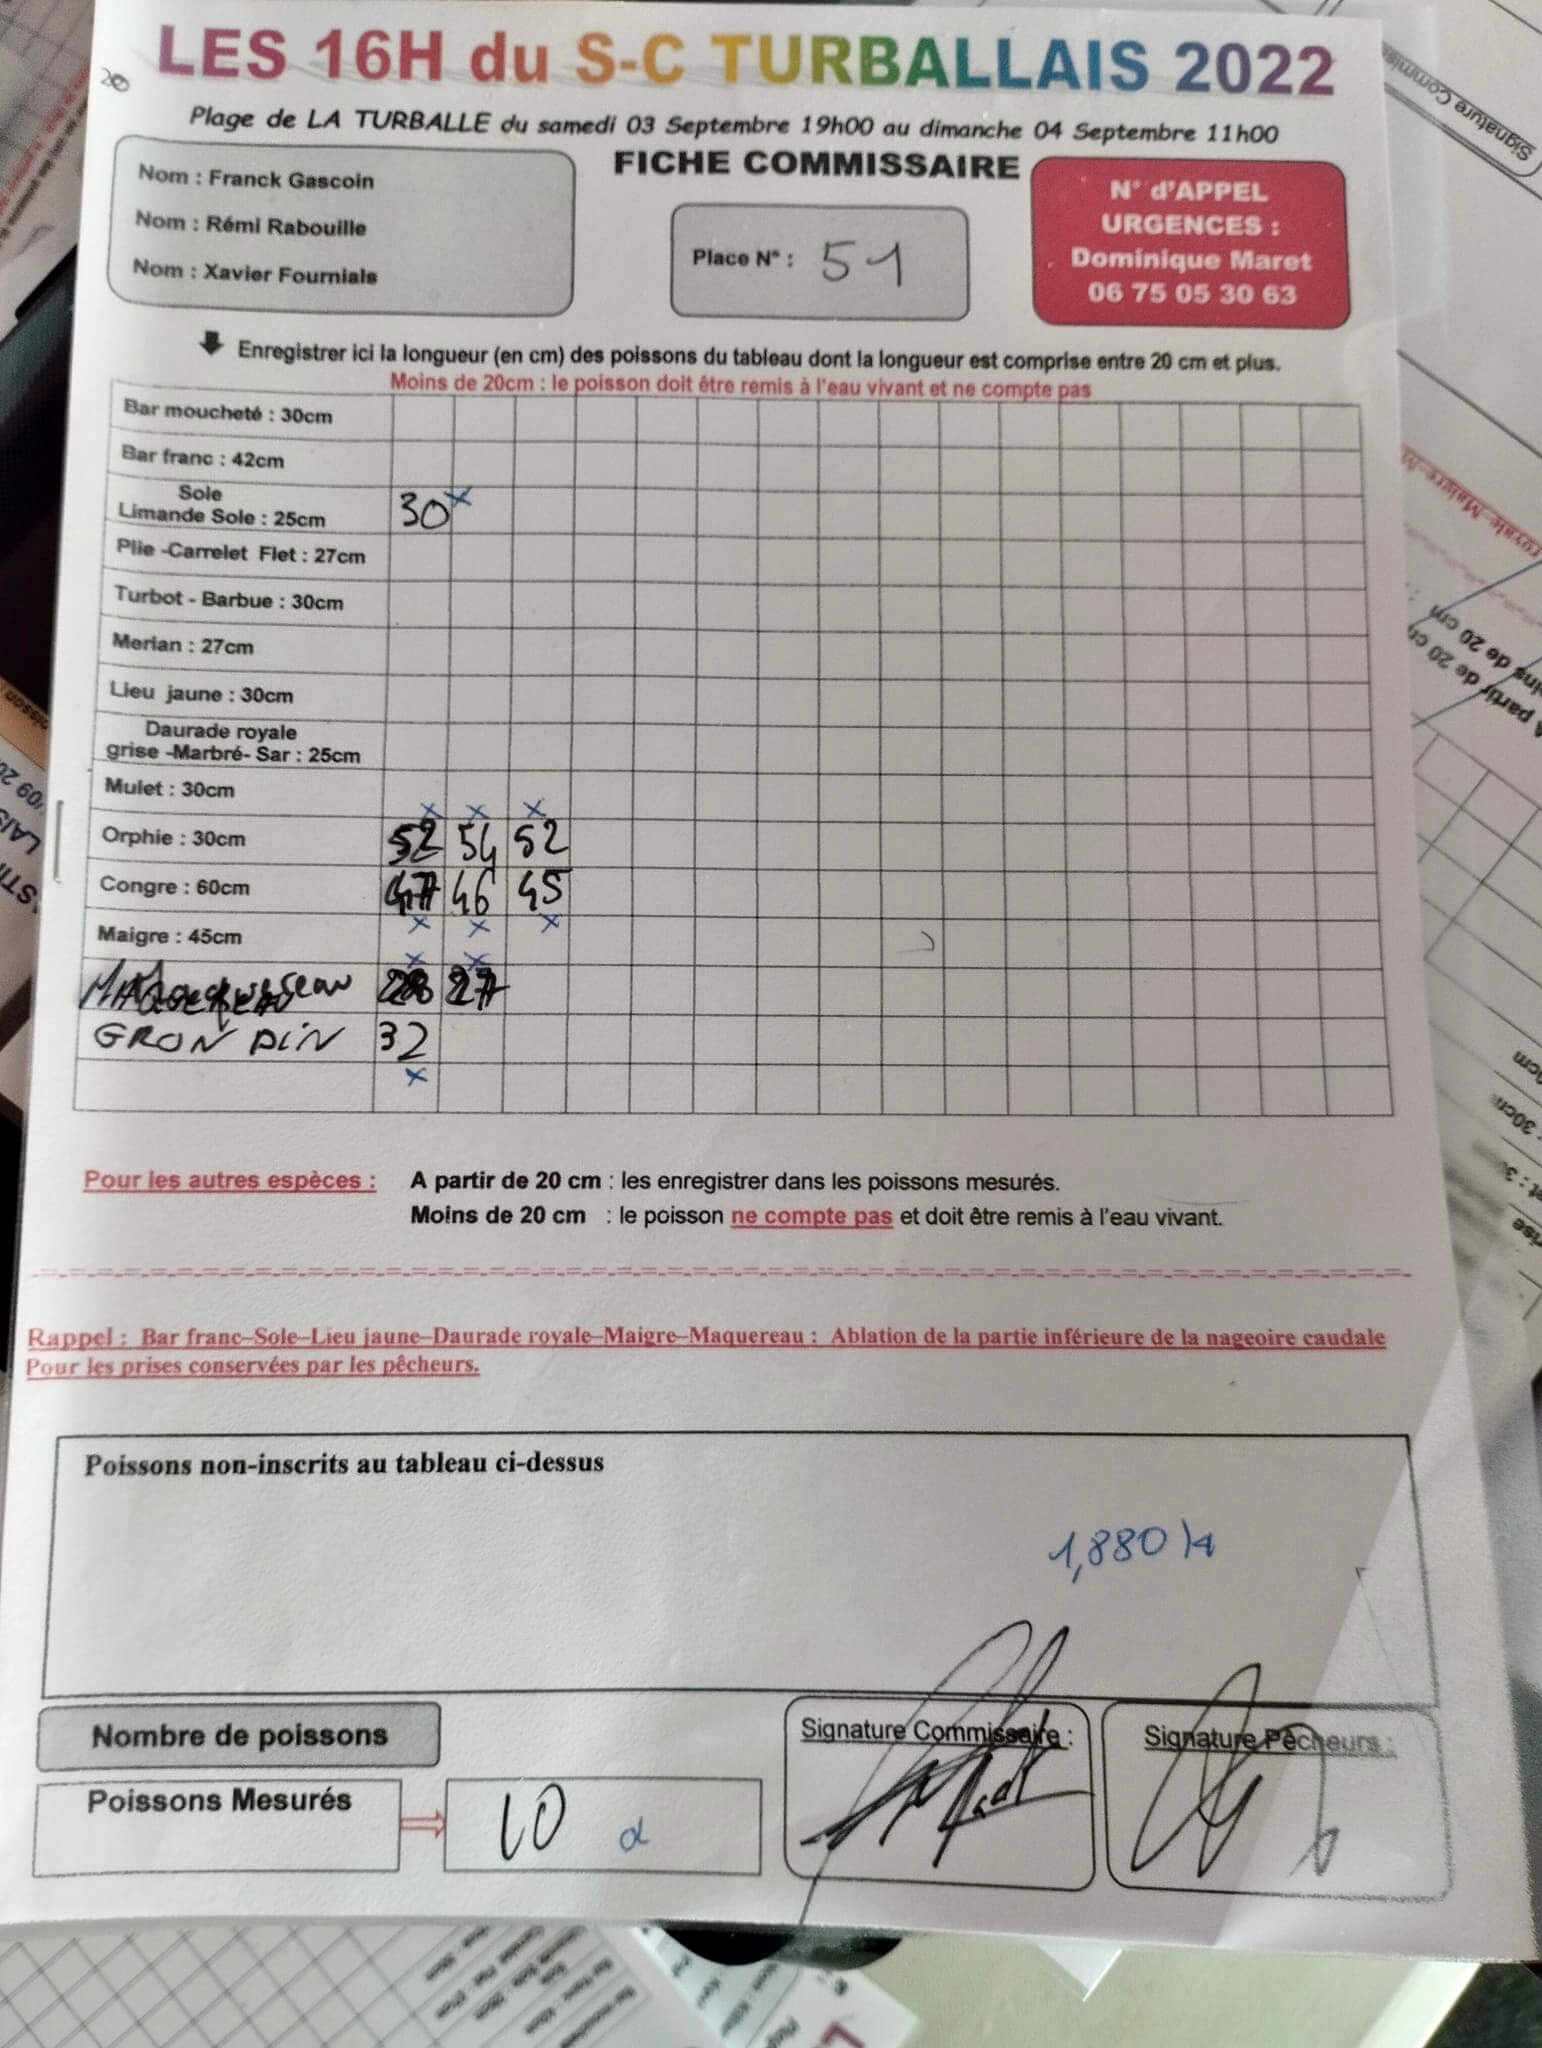 LES 16H du S-C TURBALLAIS 2022
20
Plage de LA TURBALLE du samedi 03 Septembre 19h00 au dimanche 04 Septembre 11h00
FICHE COMMISSAIRE
Nom : Franck Gascoin
Nom : Rémi Rabouille
Nom : Xavier Fournials
Place N° : 51
N° d'APPEL
URGENCES :
Dominique Maret
06 75 05 30 63
Enregistrer ici la longueur (en cm) des poissons du tableau dont la longueur est comprise entre 20 cm et plus.
Moins de 20cm : le poisson doit être remis à l'eau vivant et ne compte pas
Bar moucheté : 30cm
Bar franc : 42cm
Sole
Limande Sole : 25cm 30 x
Plie -Carrelet Flet : 27cm
Turbot - Barbue : 30cm
Merlan : 27cm
Lieu jaune : 30cm
Daurade royale
grise -Marbré- Sar : 25cm
Mulet : 30cm
x x x
Orphie : 30cm 52 54 52
Congre : 60cm 47 46 45
x x x
Maigre : 45cm
x x
Maquereau 28 27
GRONDIN 32
x
Pour les autres espèces : A partir de 20 cm : les enregistrer dans les poissons mesurés.
Moins de 20 cm : le poisson ne compte pas et doit être remis à l'eau vivant.
Rappel : Bar franc–Sole–Lieu jaune–Daurade royale–Maigre–Maquereau : Ablation de la partie inférieure de la nageoire caudale
Pour les prises conservées par les pêcheurs.
Poissons non-inscrits au tableau ci-dessus
1,880
Nombre de poissons
Signature Commissaire :
Signature Pêcheurs :
Poissons Mesurés
10
Signature Commis